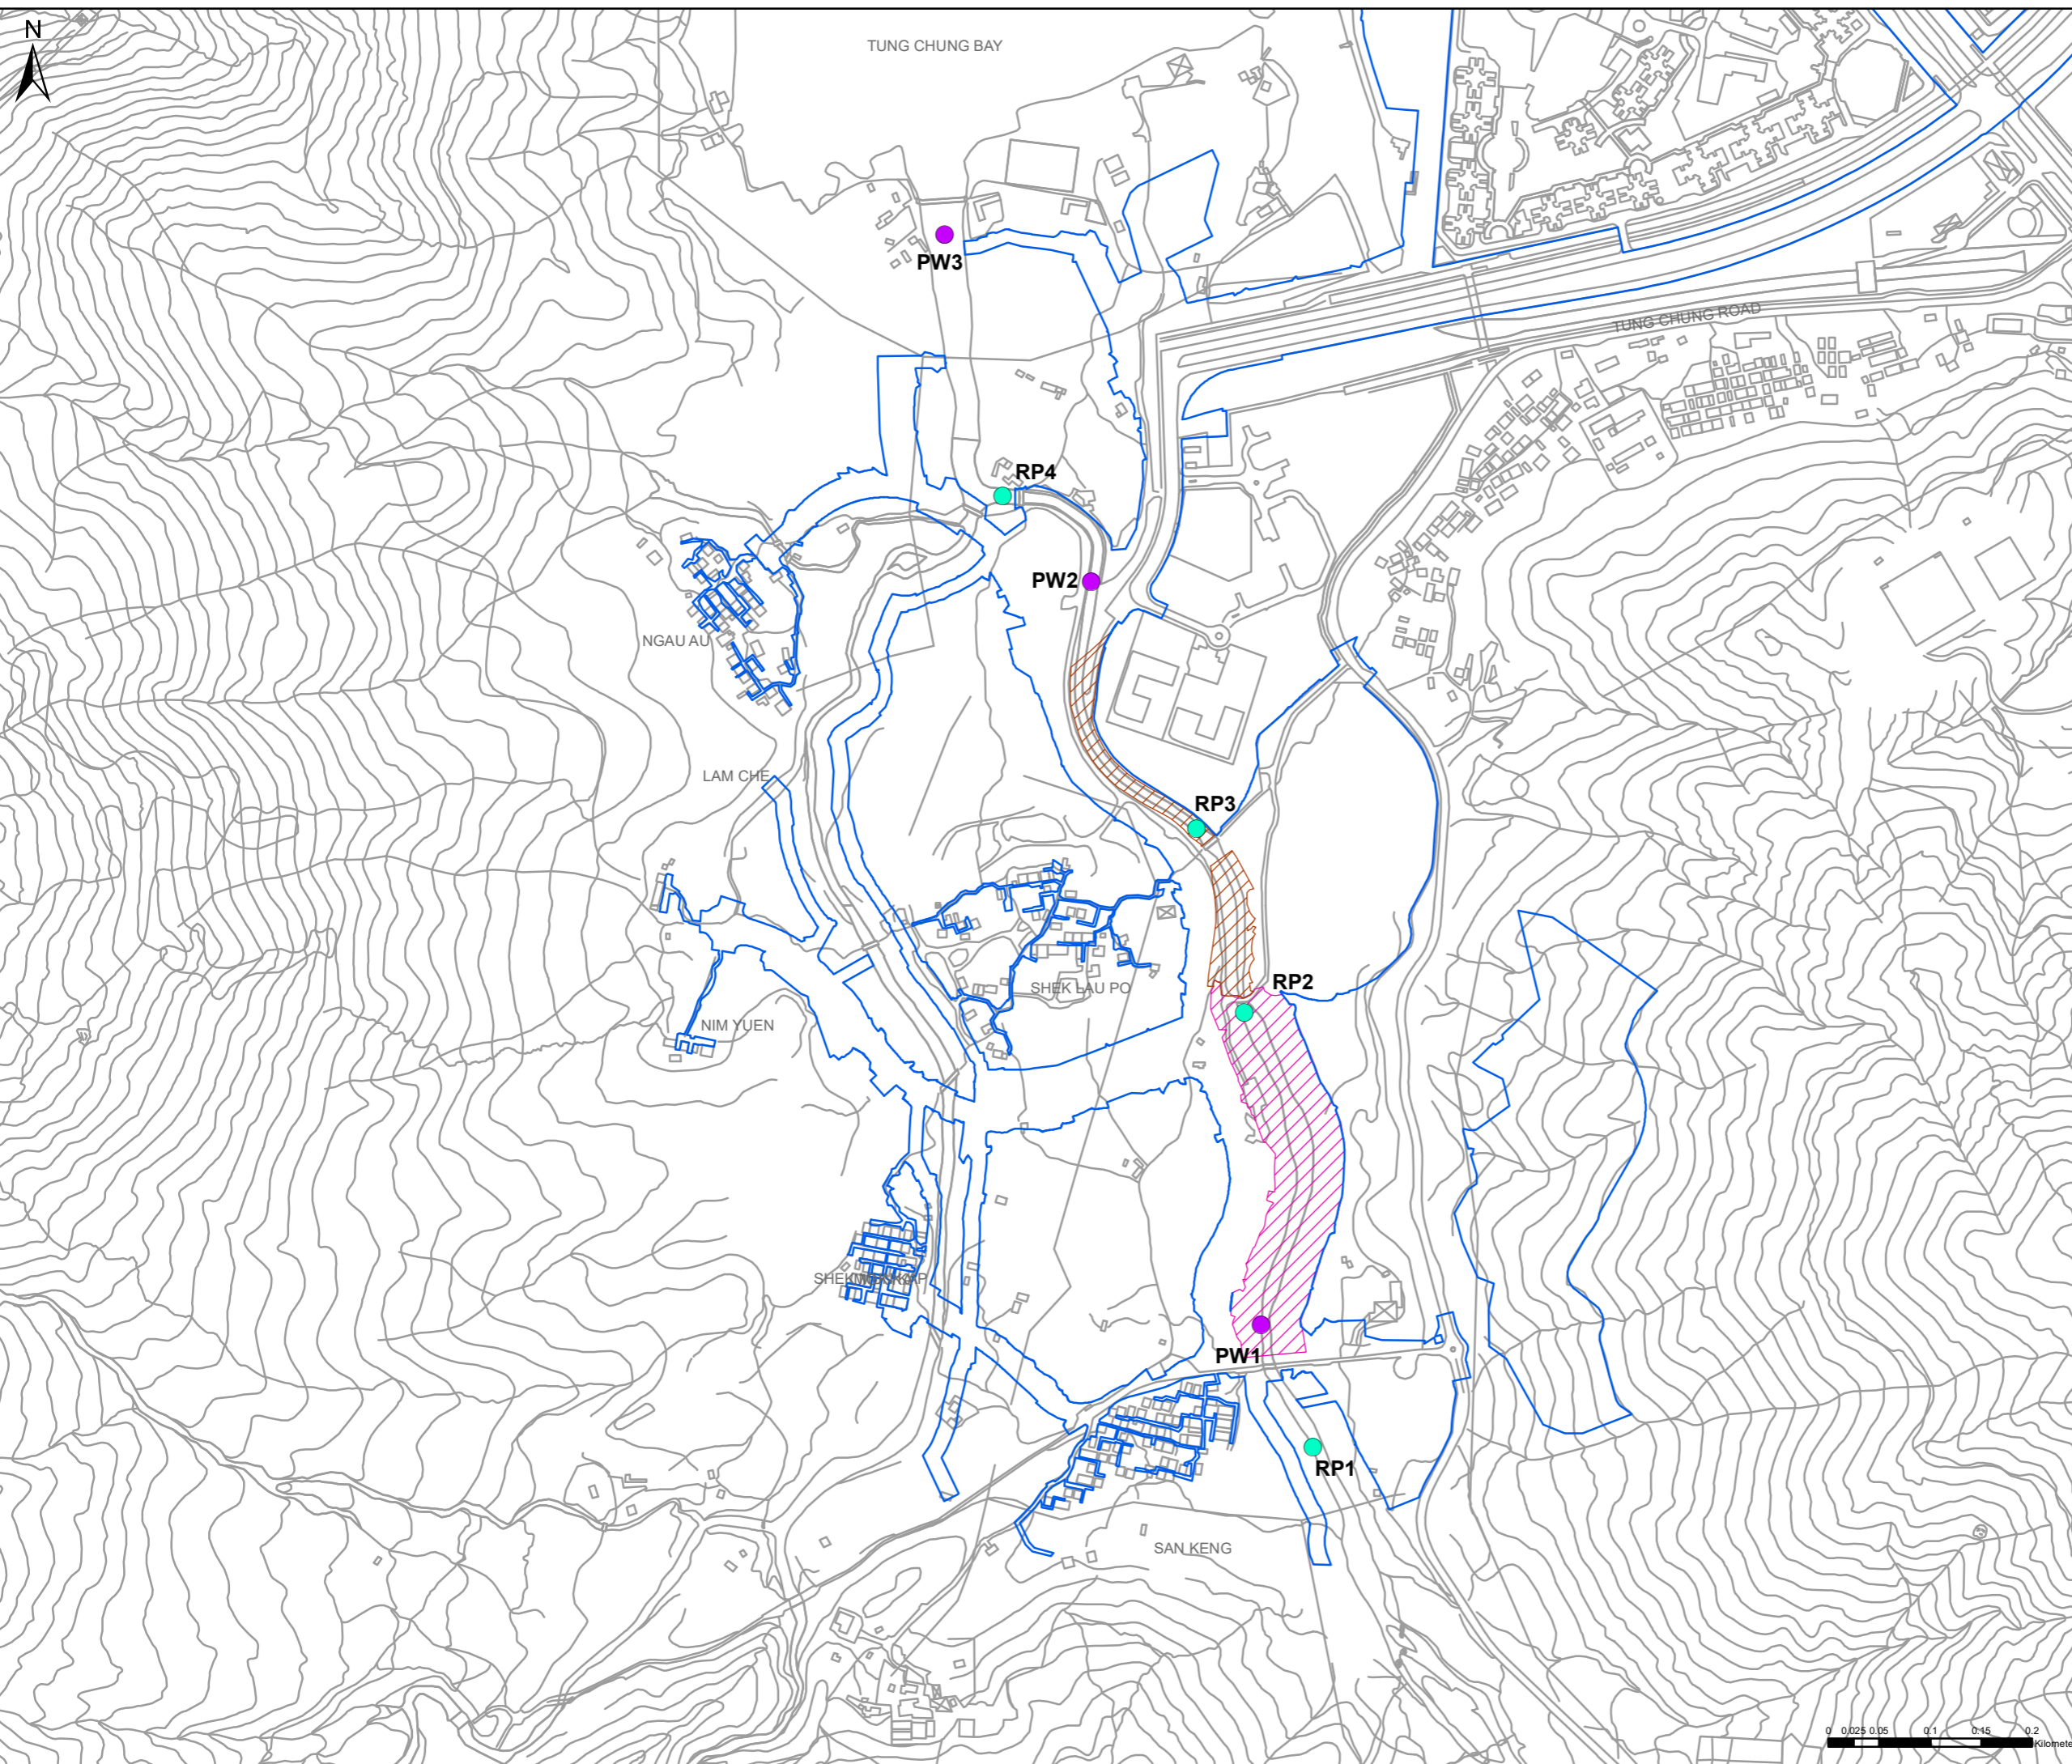 N
TUNG CHUNG BAY
PW3
TUNG CHUNG ROAD
RP4
PW2
NGAU AU
LAM CHE
RP3
RP2
SHEK LAU PO
NIM YUEN
PW1
RP1
SAN KENG
0 0.025 0.05 0.1 0.15 0.2